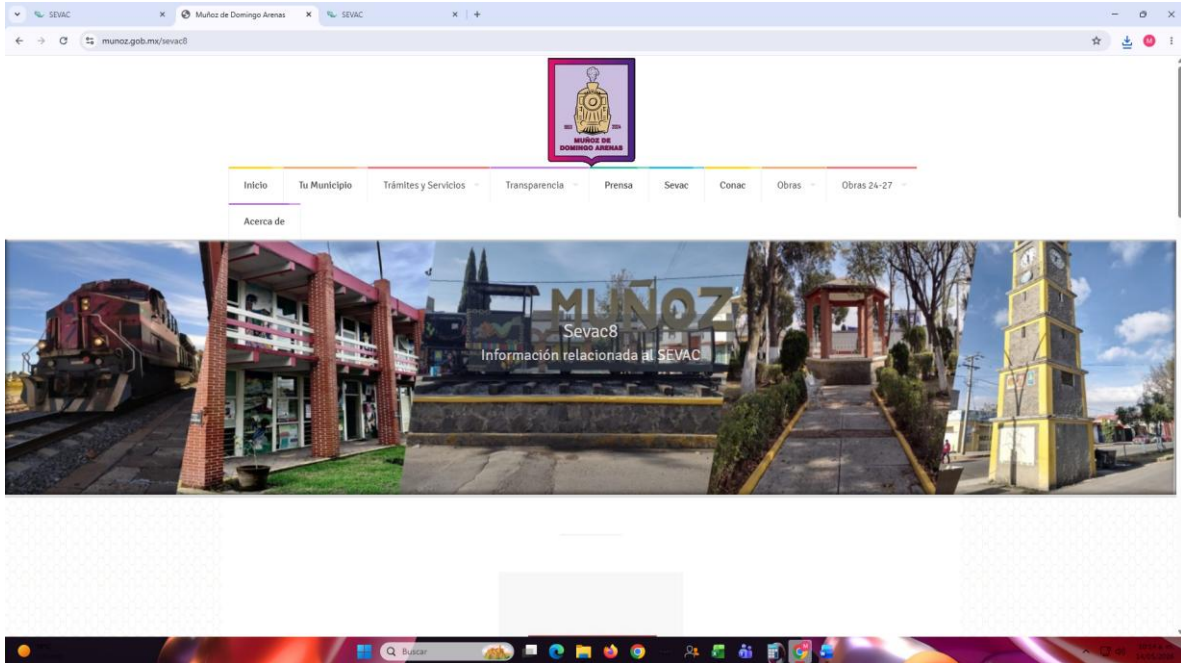 SEVAC
Muñoz de Domingo Arenas
SEVAC
munoz.gob.mx/sevac8
MUÑOZ DE
DOMINGO ARENAS
Inicio
Tu Municipio
Trámites y Servicios
Transparencia
Prensa
Sevac
Conac
Obras
Obras 24-27
Acerca de
MUÑOZ
Sevac8
Información relacionada al SEVAC
Buscar